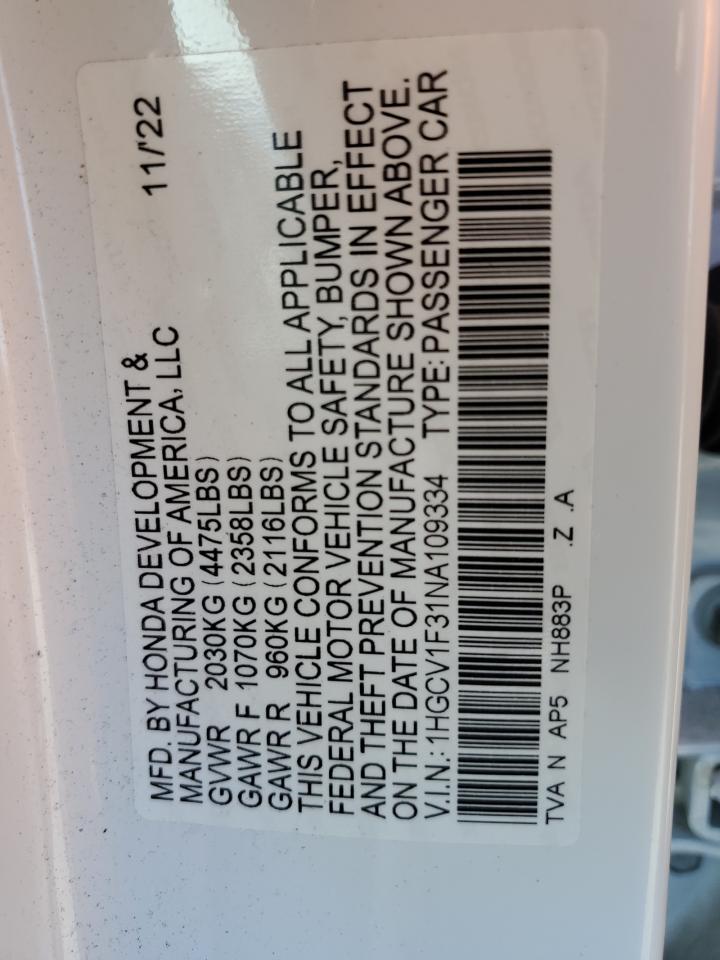 MFD. BY HONDA DEVELOPMENT & 11/'22
MANUFACTURING OF AMERICA, LLC
GVWR 2030KG (4475LBS)
GAWR F 1070KG (2358LBS)
GAWR R 960KG (2116LBS)
THIS VEHICLE CONFORMS TO ALL APPLICABLE
FEDERAL MOTOR VEHICLE SAFETY, BUMPER,
AND THEFT PREVENTION STANDARDS IN EFFECT
ON THE DATE OF MANUFACTURE SHOWN ABOVE.
V.I.N.: 1HGCV1F31NA109334 TYPE: PASSENGER CAR
TVA N AP5 NH883P .Z .A